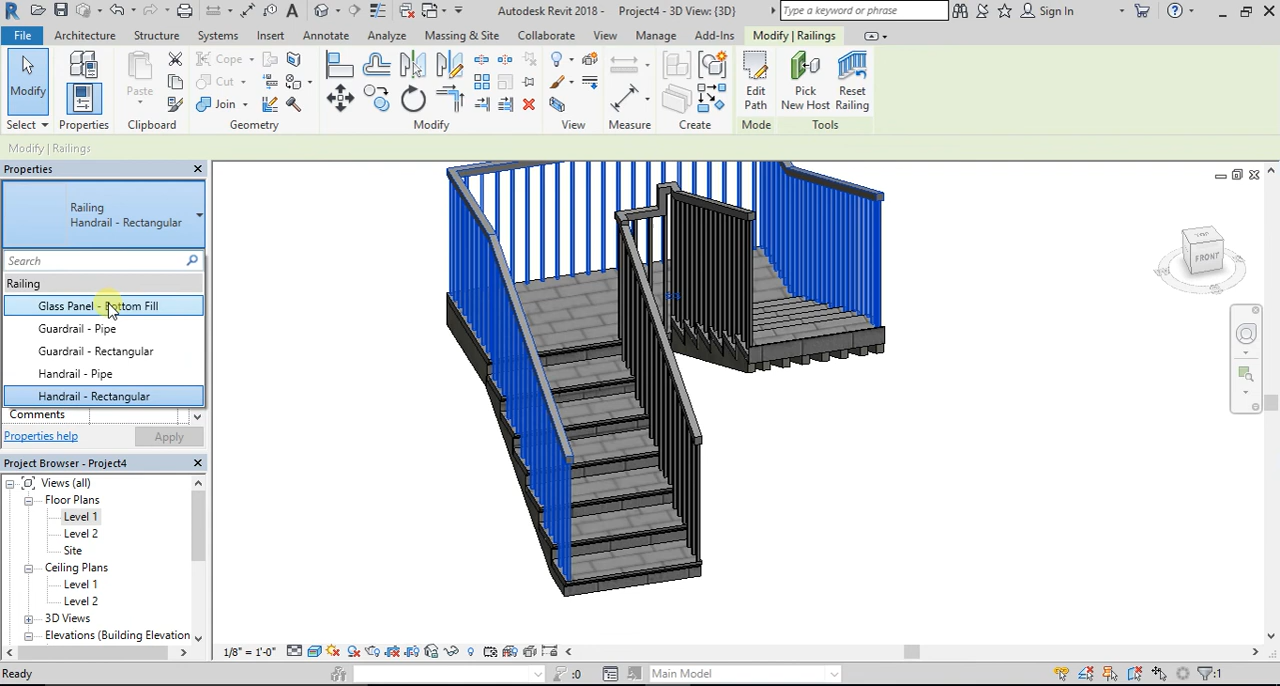 Autodesk Revit 2018 - Project4 - 3D View: {3D}
Type a keyword or phrase
Sign In
File Architecture Structure Systems Insert Annotate Analyze Massing & Site Collaborate View Manage Add-Ins Modify | Railings
Modify
Paste
Cope
Cut
Join
Edit Path
Pick New Host
Reset Railing
Select Properties Clipboard Geometry Modify View Measure Create Mode Tools
Modify | Railings
Properties
Railing
Handrail - Rectangular
Search
Railing
Glass Panel - Bottom Fill
Guardrail - Pipe
Guardrail - Rectangular
Handrail - Pipe
Handrail - Rectangular
Comments
Properties help Apply
Project Browser - Project4
Views (all)
Floor Plans
Level 1
Level 2
Site
Ceiling Plans
Level 1
Level 2
3D Views
Elevations (Building Elevation
TOP
FRONT
1/8" = 1'-0"
Ready
:0
Main Model
:1